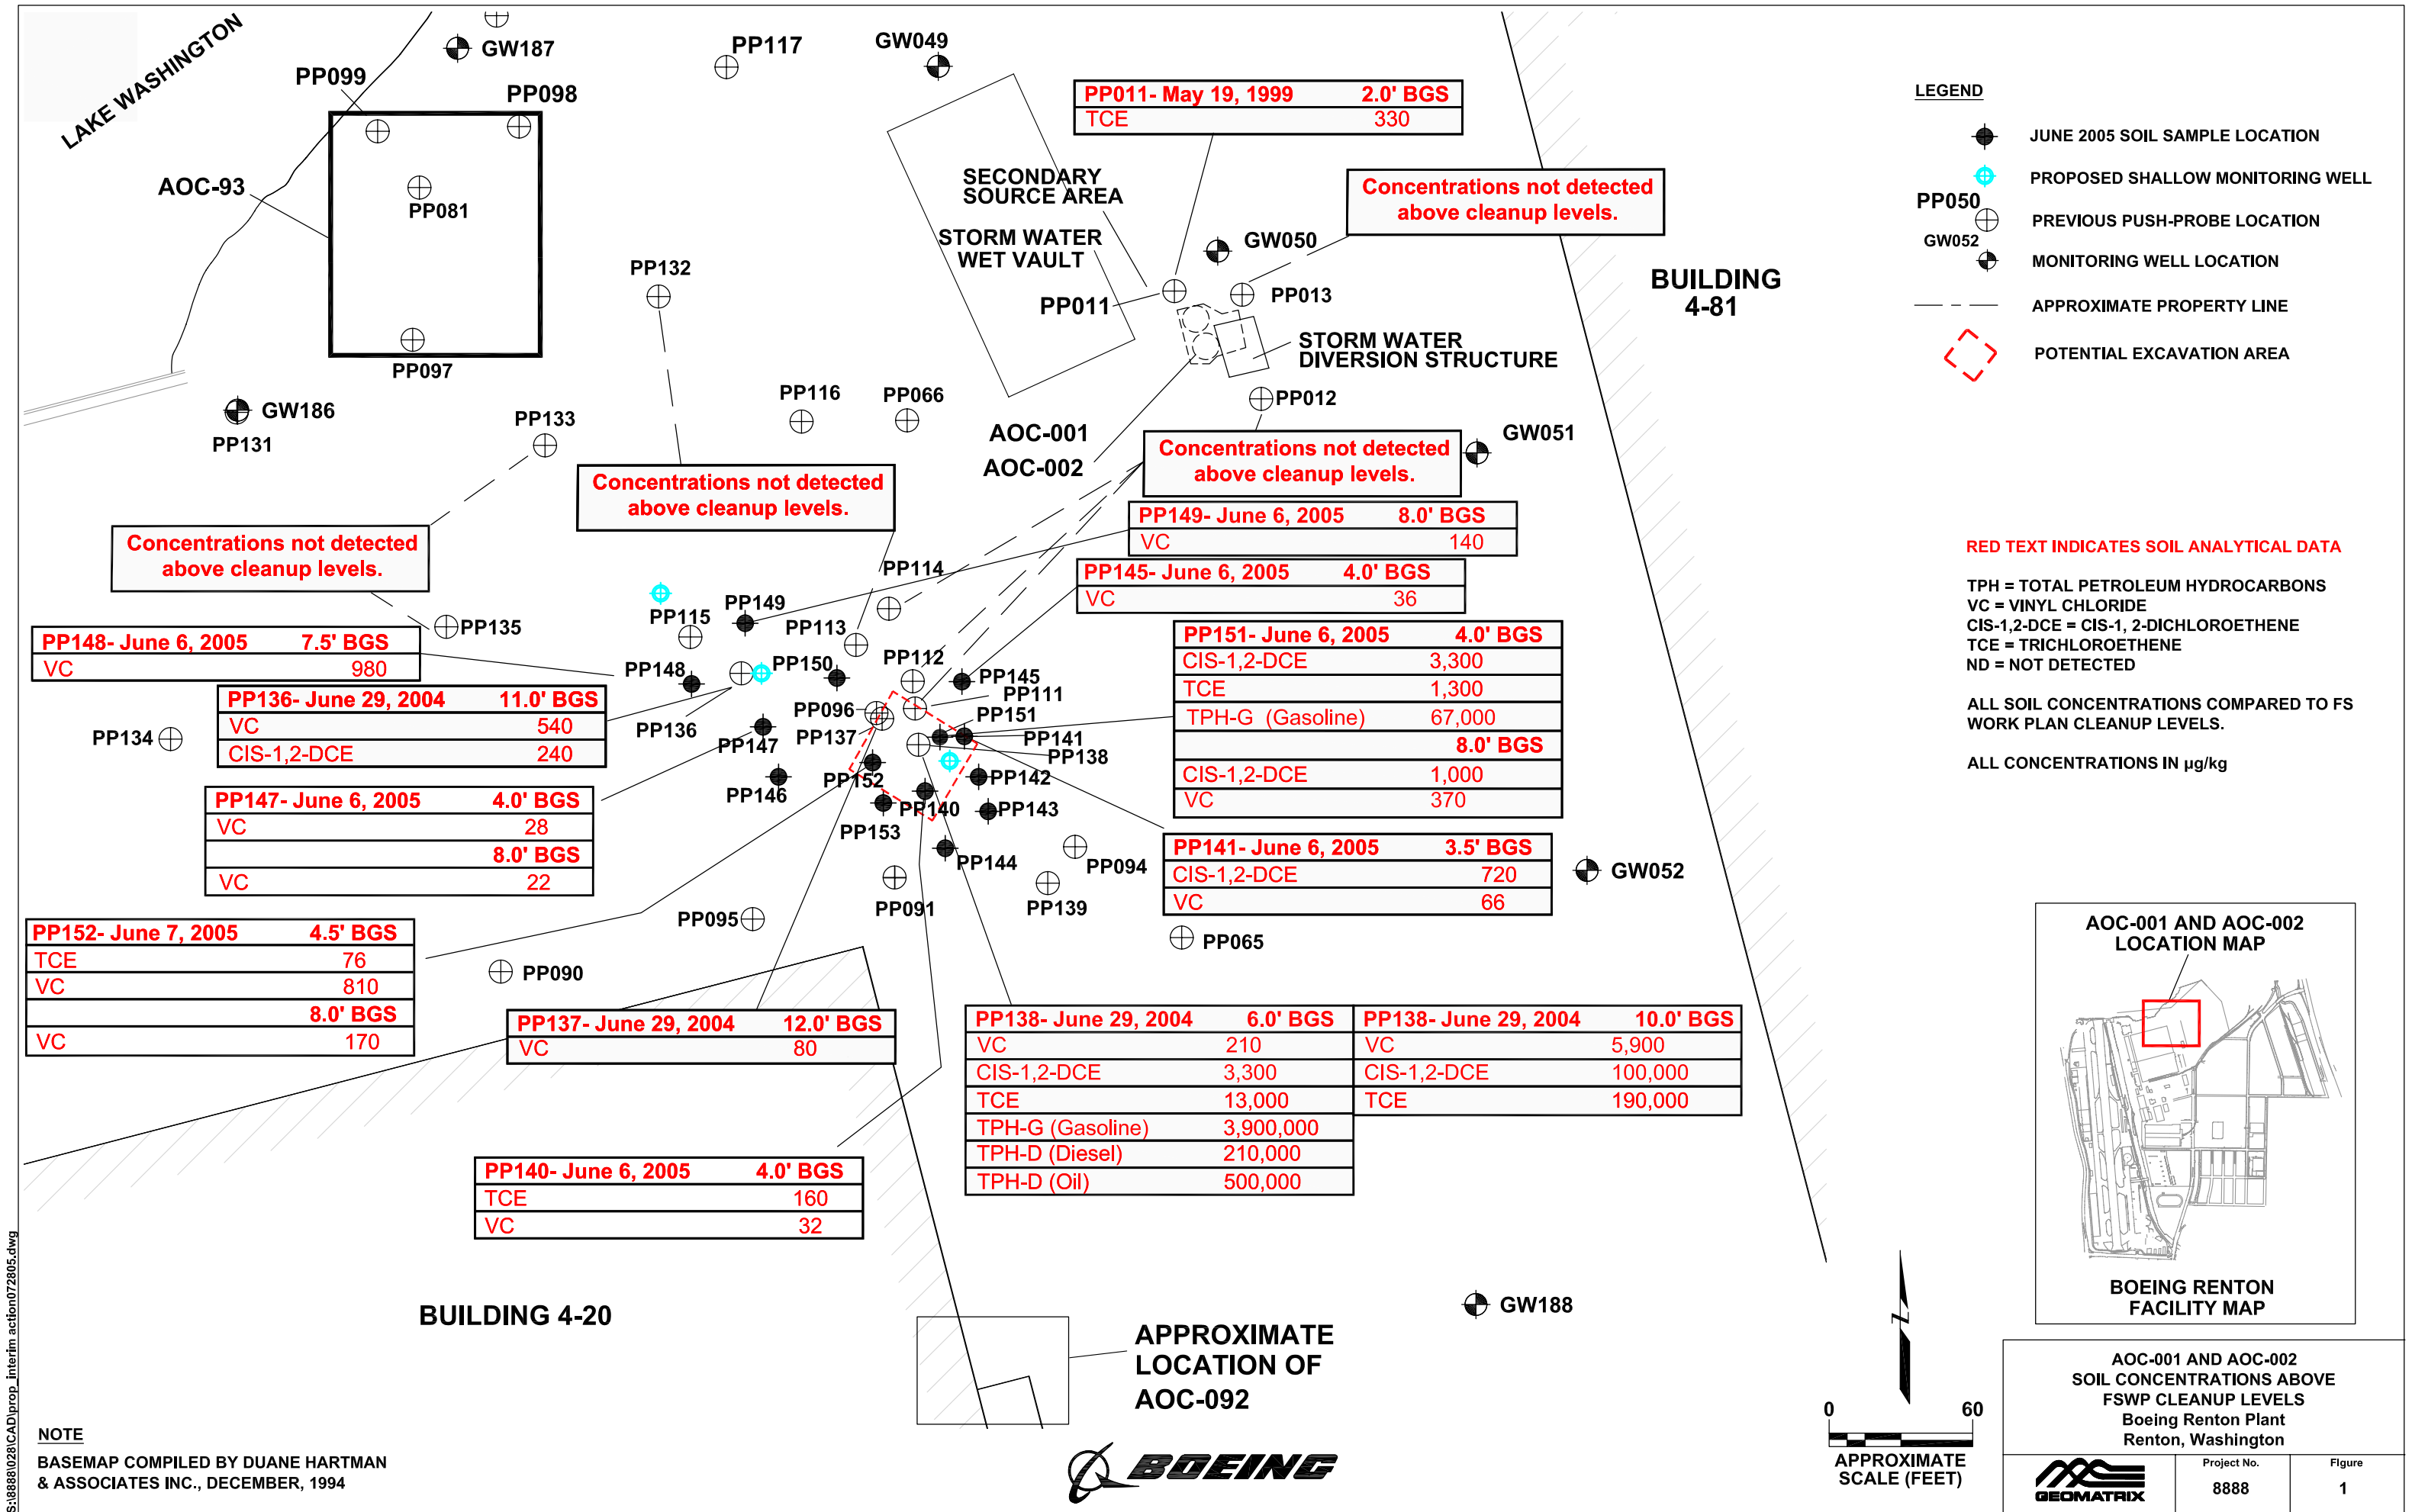 LAKE WASHINGTON
GW187
PP099
PP098
AOC-93
PP081
PP097
GW186
PP131
PP117
GW049
PP011- May 19, 1999 2.0' BGS
TCE 330
SECONDARY
SOURCE AREA
STORM WATER
WET VAULT
Concentrations not detected
above cleanup levels.
GW050
PP011
PP013
STORM WATER
DIVERSION STRUCTURE
BUILDING
4-81
PP132
PP133
PP116
PP066
PP012
AOC-001
AOC-002
GW051
Concentrations not detected
above cleanup levels.
Concentrations not detected
above cleanup levels.
Concentrations not detected
above cleanup levels.
PP149- June 6, 2005 8.0' BGS
VC 140
PP145- June 6, 2005 4.0' BGS
VC 36
PP114
PP115
PP149
PP113
PP135
PP148- June 6, 2005 7.5' BGS
VC 980
PP148
PP150
PP112
PP145
PP111
PP151
PP141
PP138
PP136- June 29, 2004 11.0' BGS
VC 540
CIS-1,2-DCE 240
PP136
PP096
PP137
PP147
PP134
PP146
PP152
PP142
PP140
PP143
PP153
PP144
PP151- June 6, 2005 4.0' BGS
CIS-1,2-DCE 3,300
TCE 1,300
TPH-G (Gasoline) 67,000
8.0' BGS
CIS-1,2-DCE 1,000
VC 370
PP147- June 6, 2005 4.0' BGS
VC 28
8.0' BGS
VC 22
PP141- June 6, 2005 3.5' BGS
CIS-1,2-DCE 720
VC 66
PP094
PP091
PP139
GW052
PP095
PP065
PP090
PP152- June 7, 2005 4.5' BGS
TCE 76
VC 810
8.0' BGS
VC 170
PP137- June 29, 2004 12.0' BGS
VC 80
PP138- June 29, 2004 6.0' BGS
VC 210
CIS-1,2-DCE 3,300
TCE 13,000
TPH-G (Gasoline) 3,900,000
TPH-D (Diesel) 210,000
TPH-D (Oil) 500,000
PP138- June 29, 2004 10.0' BGS
VC 5,900
CIS-1,2-DCE 100,000
TCE 190,000
PP140- June 6, 2005 4.0' BGS
TCE 160
VC 32
BUILDING 4-20
GW188
APPROXIMATE
LOCATION OF
AOC-092
NOTE
BASEMAP COMPILED BY DUANE HARTMAN
& ASSOCIATES INC., DECEMBER, 1994
BOEING
LEGEND
JUNE 2005 SOIL SAMPLE LOCATION
PROPOSED SHALLOW MONITORING WELL
PP050
PREVIOUS PUSH-PROBE LOCATION
GW052
MONITORING WELL LOCATION
APPROXIMATE PROPERTY LINE
POTENTIAL EXCAVATION AREA
RED TEXT INDICATES SOIL ANALYTICAL DATA
TPH = TOTAL PETROLEUM HYDROCARBONS
VC = VINYL CHLORIDE
CIS-1,2-DCE = CIS-1, 2-DICHLOROETHENE
TCE = TRICHLOROETHENE
ND = NOT DETECTED
ALL SOIL CONCENTRATIONS COMPARED TO FS
WORK PLAN CLEANUP LEVELS.
ALL CONCENTRATIONS IN µg/kg
AOC-001 AND AOC-002
LOCATION MAP
BOEING RENTON
FACILITY MAP
N
0 60
APPROXIMATE
SCALE (FEET)
AOC-001 AND AOC-002
SOIL CONCENTRATIONS ABOVE
FSWP CLEANUP LEVELS
Boeing Renton Plant
Renton, Washington
GEOMATRIX
Project No.
8888
Figure
1
S:\8888\028\CAD\prop_interim action072805.dwg